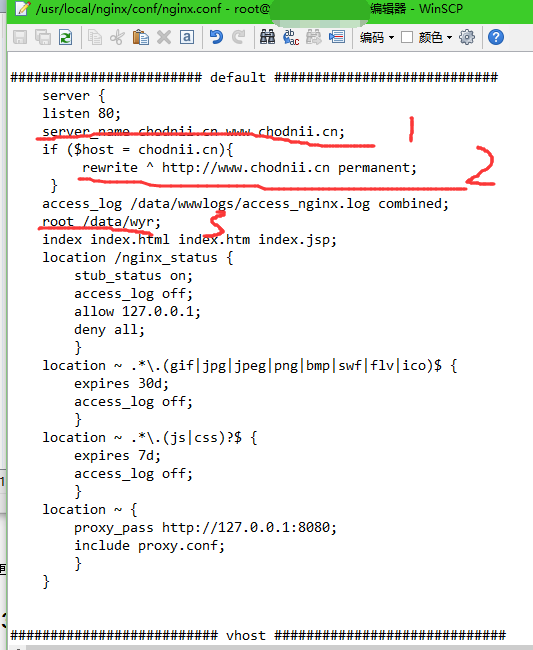 /usr/local/nginx/conf/nginx.conf - root@ 编辑器 - WinSCP
编码 颜色
######################## default ############################
server {
listen 80;
server_name chodnii.cn www.chodnii.cn; 1
if ($host = chodnii.cn){ 2
rewrite ^ http://www.chodnii.cn permanent;
}
access_log /data/wwwlogs/access_nginx.log combined;
root /data/wyr; 3
index index.html index.htm index.jsp;
location /nginx_status {
stub_status on;
access_log off;
allow 127.0.0.1;
deny all;
}
location ~ .*\.(gif|jpg|jpeg|png|bmp|swf|flv|ico)$ {
expires 30d;
access_log off;
}
location ~ .*\.(js|css)?$ {
expires 7d;
access_log off;
}
location ~ {
proxy_pass http://127.0.0.1:8080;
include proxy.conf;
}
}
########################## vhost #############################